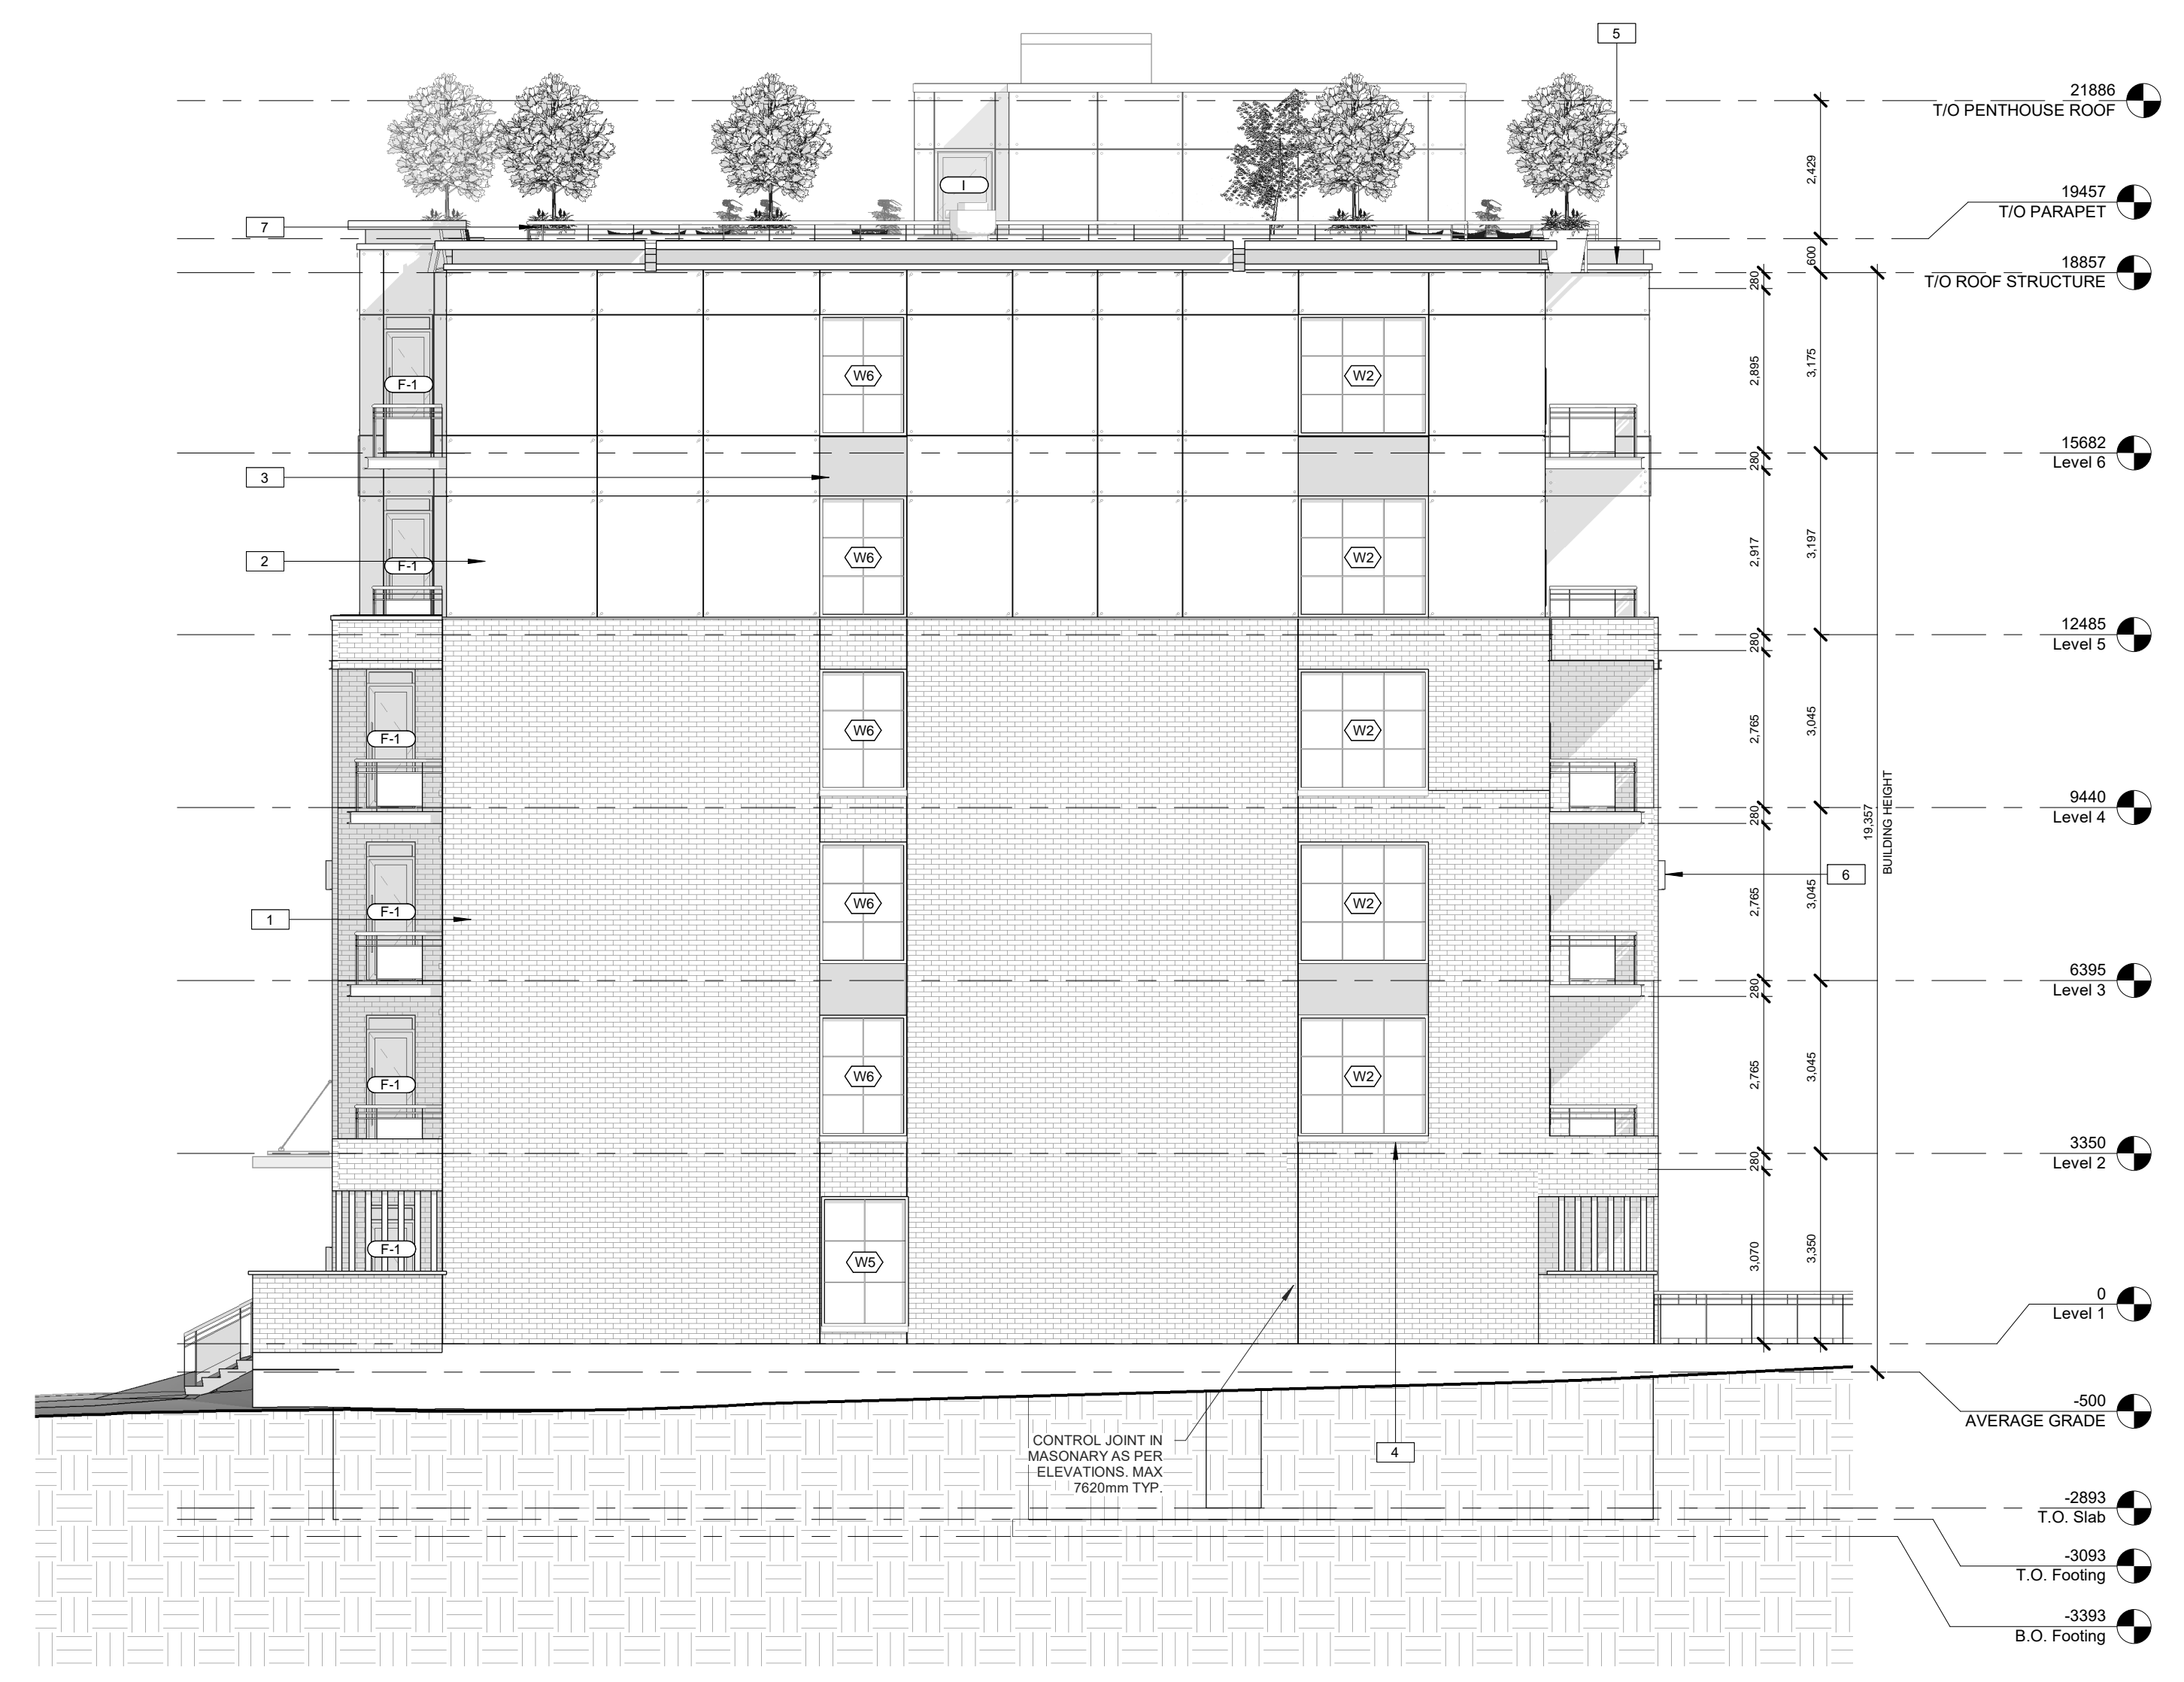 5
21886
T/O PENTHOUSE ROOF
2,429
I
19457
T/O PARAPET
7
600
18857
T/O ROOF STRUCTURE
280
F-1
W6
W2
2,895
3,175
15682
Level 6
280
3
2
F-1
W6
W2
2,917
3,197
12485
Level 5
280
F-1
W6
W2
2,765
3,045
9440
Level 4
280
19,357
BUILDING HEIGHT
6
1
F-1
W6
W2
2,765
3,045
6395
Level 3
280
F-1
W6
W2
2,765
3,045
3350
Level 2
280
F-1
W5
3,070
3,350
0
Level 1
-500
AVERAGE GRADE
CONTROL JOINT IN
MASONARY AS PER
ELEVATIONS. MAX
7620mm TYP.
4
-2893
T.O. Slab
-3093
T.O. Footing
-3393
B.O. Footing